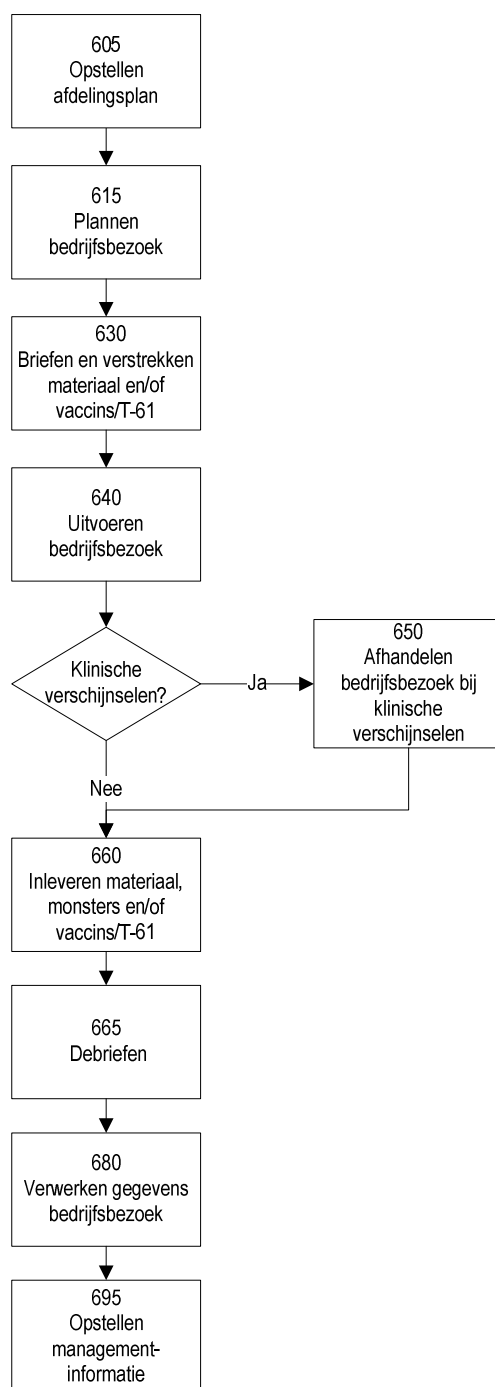 605
Opstellen
afdelingsplan
615
Plannen
bedrijfsbezoek
630
Briefen en verstrekken
materiaal en/of
vaccins/T-61
640
Uitvoeren
bedrijfsbezoek
Klinische
verschijnselen?
Ja
650
Afhandelen
bedrijfsbezoek bij
klinische
verschijnselen
Nee
660
Inleveren materiaal,
monsters en/of
vaccins/T-61
665
Debriefen
680
Verwerken gegevens
bedrijfsbezoek
695
Opstellen
management-
informatie